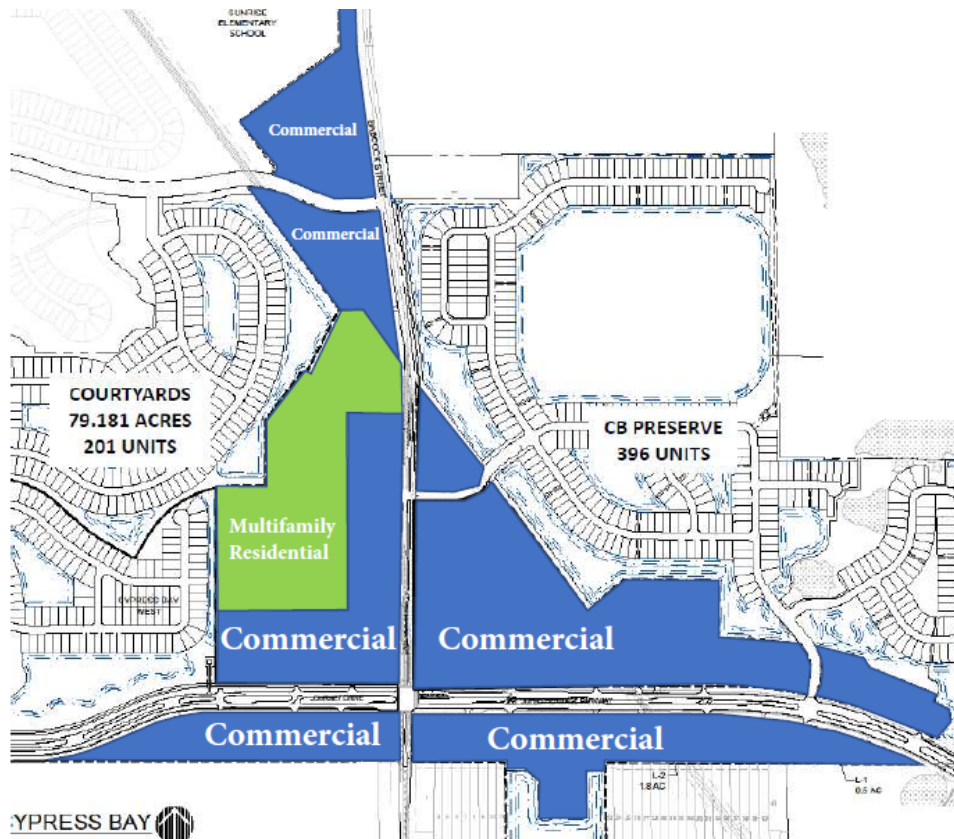 SUNRISE
ELEMENTARY
SCHOOL
Commercial
BABCOCK STREET
Commercial
COURTYARDS
79.181 ACRES
201 UNITS
CB PRESERVE
396 UNITS
Multifamily
Residential
CYPRESS BAY
WEST
Commercial
Commercial
Commercial
Commercial
L-2
1.8 AC
L-1
0.5 AC
YPRESS BAY